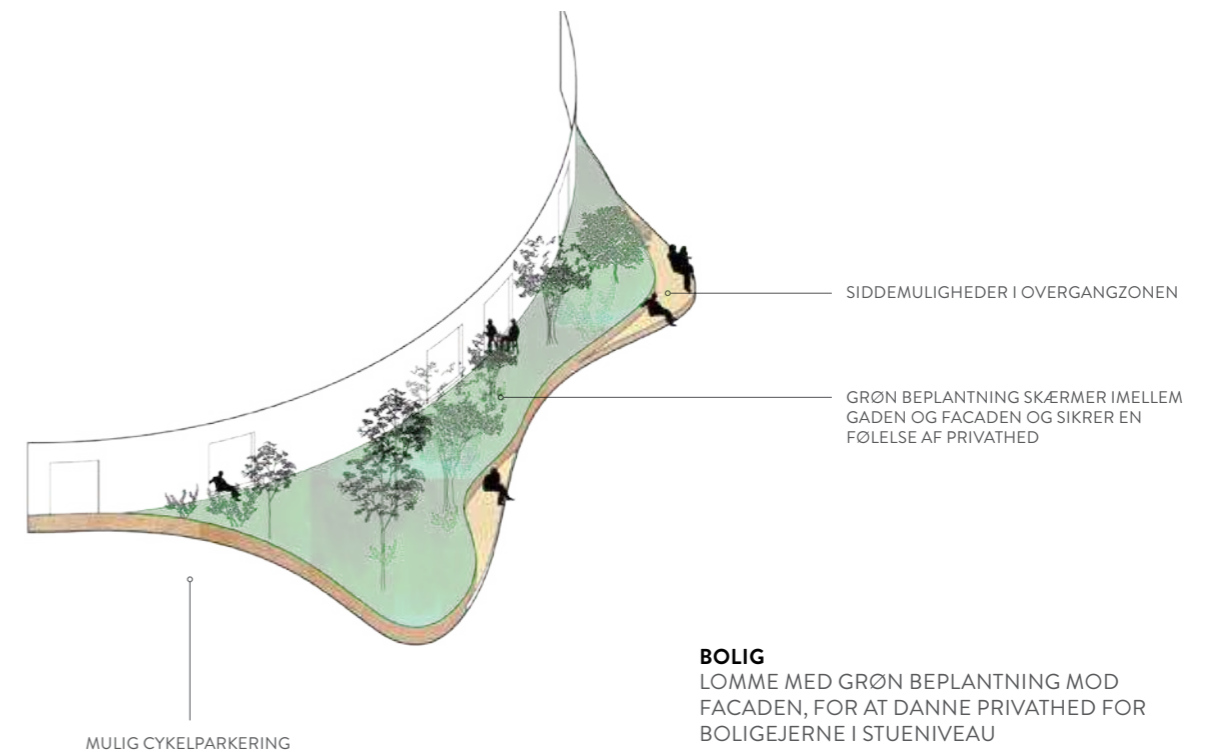 SIDDEMULIGHEDER I OVERGANGZONEN
GRØN BEPLANTNING SKÆRMER IMELLEM
GADEN OG FACADEN OG SIKRER EN
FØLELSE AF PRIVATHED
BOLIG
LOMME MED GRØN BEPLANTNING MOD
FACADEN, FOR AT DANNE PRIVATHED FOR
BOLIGEJERNE I STUENIVEAU
MULIG CYKELPARKERING